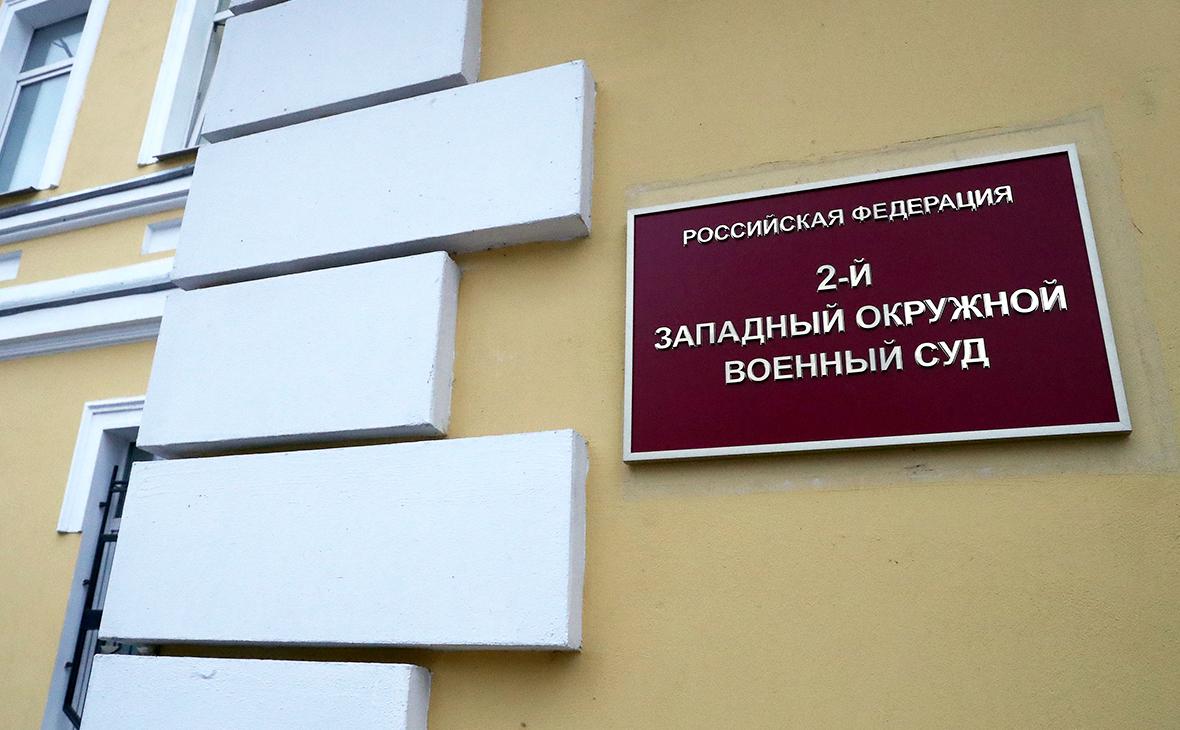 РОССИЙСКАЯ ФЕДЕРАЦИЯ
2-Й
ЗАПАДНЫЙ ОКРУЖНОЙ
ВОЕННЫЙ СУД